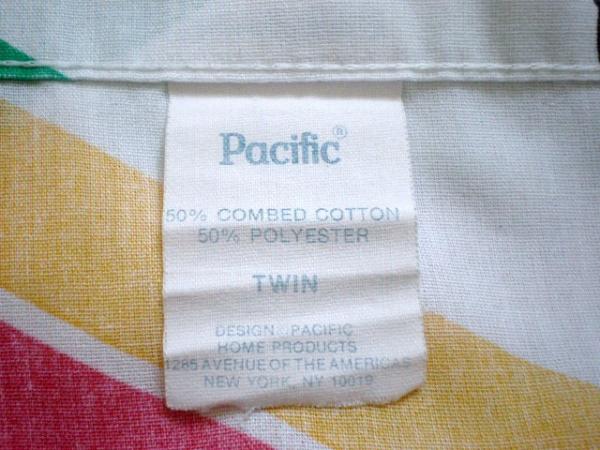 Pacific®
50% COMBED COTTON
50% POLYESTER
TWIN
DESIGN © PACIFIC
HOME PRODUCTS
1285 AVENUE OF THE AMERICAS
NEW YORK, NY 10019